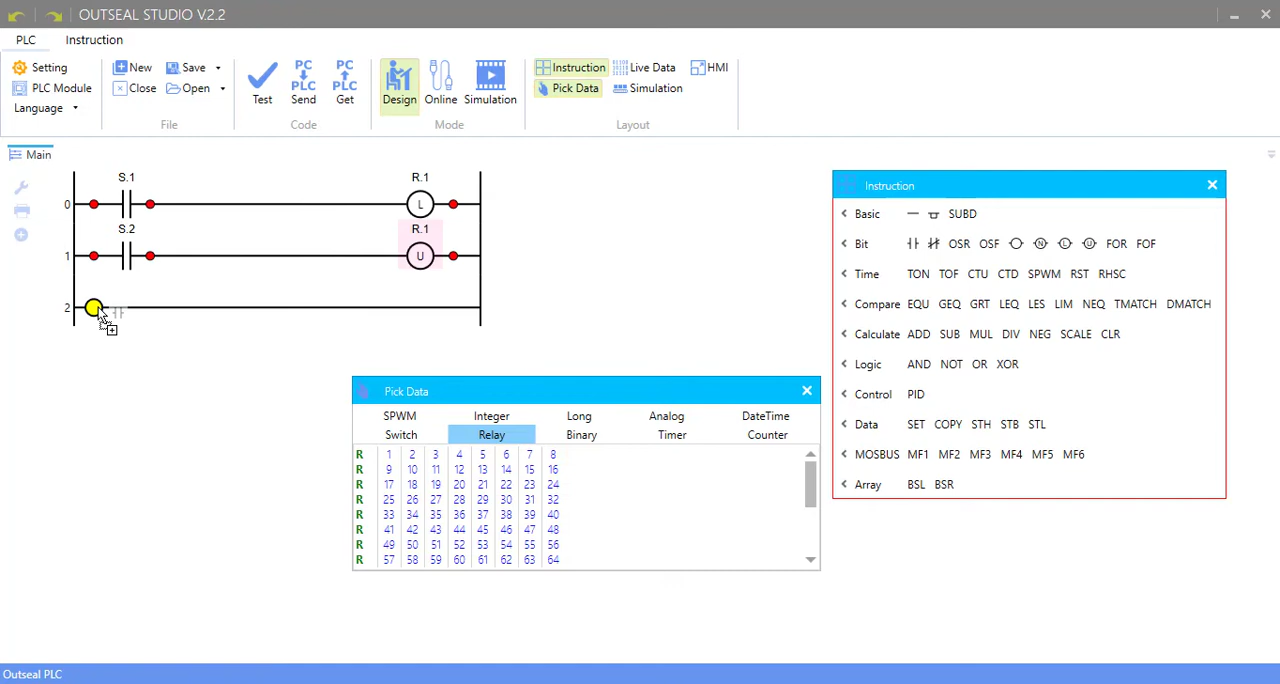 OUTSEAL STUDIO V.2.2
PLC Instruction
Setting
PLC Module
Language
New Save
Close Open
File
Test
PC PLC Send
PC PLC Get
Code
Design Online Simulation
Mode
Instruction Live Data HMI
Pick Data Simulation
Layout
Main
S.1 R.1
0 L
S.2 R.1
1 U
2
Instruction
Basic SUBD
Bit OSR OSF N L U FOR FOF
Time TON TOF CTU CTD SPWM RST RHSC
Compare EQU GEQ GRT LEQ LES LIM NEQ TMATCH DMATCH
Calculate ADD SUB MUL DIV NEG SCALE CLR
Logic AND NOT OR XOR
Control PID
Data SET COPY STH STB STL
MOSBUS MF1 MF2 MF3 MF4 MF5 MF6
Array BSL BSR
Pick Data
SPWM Integer Long Analog DateTime
Switch Relay Binary Timer Counter
R 1 2 3 4 5 6 7 8
R 9 10 11 12 13 14 15 16
R 17 18 19 20 21 22 23 24
R 25 26 27 28 29 30 31 32
R 33 34 35 36 37 38 39 40
R 41 42 43 44 45 46 47 48
R 49 50 51 52 53 54 55 56
R 57 58 59 60 61 62 63 64
Outseal PLC